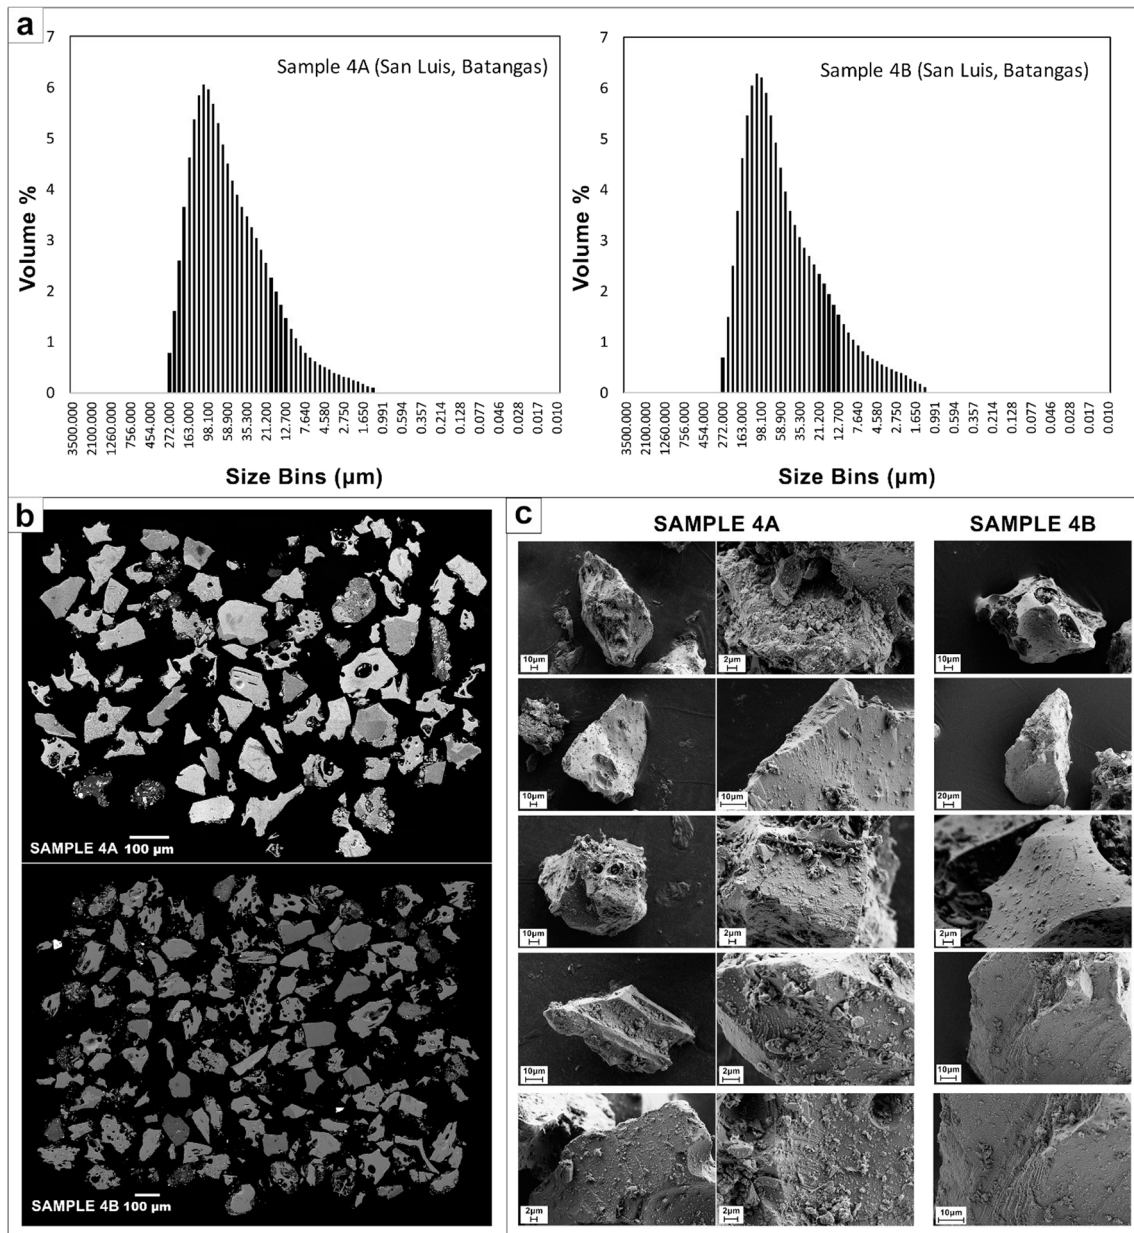 a
7
6
5
4
3
2
1
0
Volume %
Sample 4A (San Luis, Batangas)
3500.000
2100.000
1260.000
756.000
454.000
272.000
163.000
98.100
58.900
35.300
21.200
12.700
7.640
4.580
2.750
1.650
0.991
0.594
0.357
0.214
0.128
0.077
0.046
0.028
0.017
0.010
Size Bins (µm)
7
6
5
4
3
2
1
0
Volume %
Sample 4B (San Luis, Batangas)
3500.000
2100.000
1260.000
756.000
454.000
272.000
163.000
98.100
58.900
35.300
21.200
12.700
7.640
4.580
2.750
1.650
0.991
0.594
0.357
0.214
0.128
0.077
0.046
0.028
0.017
0.010
Size Bins (µm)
b
SAMPLE 4A 100 µm
SAMPLE 4B 100 µm
c
SAMPLE 4A
SAMPLE 4B
10µm
2µm
10µm
10µm
10µm
20µm
10µm
2µm
2µm
10µm
2µm
10µm
2µm
2µm
10µm